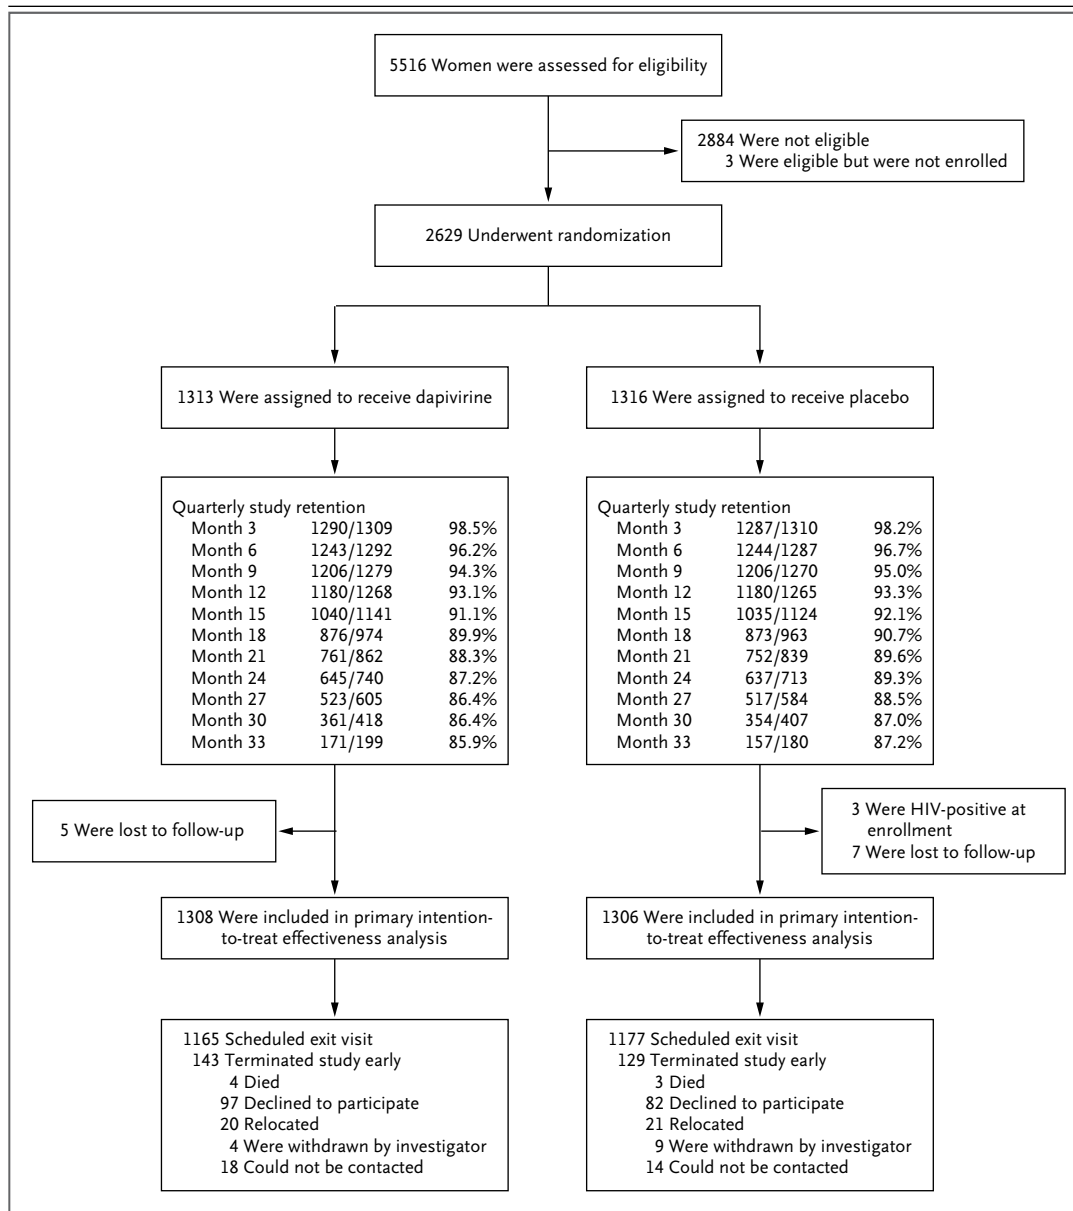 5516 Women were assessed for eligibility
2884 Were not eligible
3 Were eligible but were not enrolled
2629 Underwent randomization
1313 Were assigned to receive dapivirine
1316 Were assigned to receive placebo
Quarterly study retention
Month 3 1290/1309 98.5%
Month 6 1243/1292 96.2%
Month 9 1206/1279 94.3%
Month 12 1180/1268 93.1%
Month 15 1040/1141 91.1%
Month 18 876/974 89.9%
Month 21 761/862 88.3%
Month 24 645/740 87.2%
Month 27 523/605 86.4%
Month 30 361/418 86.4%
Month 33 171/199 85.9%
Quarterly study retention
Month 3 1287/1310 98.2%
Month 6 1244/1287 96.7%
Month 9 1206/1270 95.0%
Month 12 1180/1265 93.3%
Month 15 1035/1124 92.1%
Month 18 873/963 90.7%
Month 21 752/839 89.6%
Month 24 637/713 89.3%
Month 27 517/584 88.5%
Month 30 354/407 87.0%
Month 33 157/180 87.2%
5 Were lost to follow-up
3 Were HIV-positive at
enrollment
7 Were lost to follow-up
1308 Were included in primary intention-
to-treat effectiveness analysis
1306 Were included in primary intention-
to-treat effectiveness analysis
1165 Scheduled exit visit
143 Terminated study early
4 Died
97 Declined to participate
20 Relocated
4 Were withdrawn by investigator
18 Could not be contacted
1177 Scheduled exit visit
129 Terminated study early
3 Died
82 Declined to participate
21 Relocated
9 Were withdrawn by investigator
14 Could not be contacted